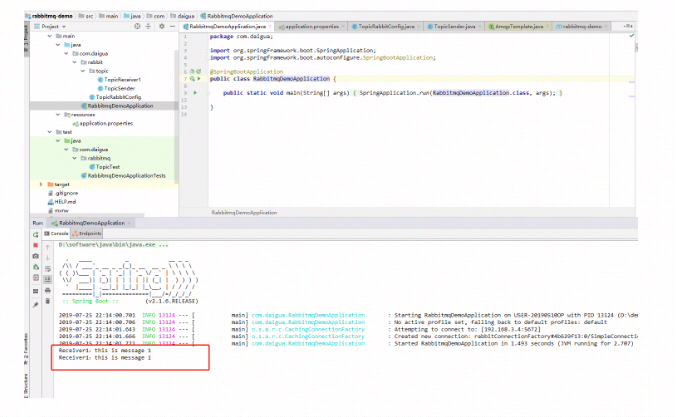 rabbitmq-demo src main java com daigua RabbitmqDemoApplication
Project
RabbitmqDemoApplication.java application.properties TopicRabbitConfig.java TopicSender.java AmqpTemplate.java rabbitmq-demo
main
java
com.daigua
rabbit
topic
TopicReceiver1
TopicSender
TopicRabbitConfig
RabbitmqDemoApplication
resources
application.properties
test
java
com.daigua
rabbitmq
TopicTest
RabbitmqDemoApplicationTests
target
.gitignore
HELP.md
mvnw
package com.daigua;
import org.springframework.boot.SpringApplication;
import org.springframework.boot.autoconfigure.SpringBootApplication;
@SpringBootApplication
public class RabbitmqDemoApplication {
public static void main(String[] args) { SpringApplication.run(RabbitmqDemoApplication.class, args); }
}
RabbitmqDemoApplication
Run: RabbitmqDemoApplication
Console Endpoints
D:\software\java\bin\java.exe ...
:: Spring Boot :: (v2.1.6.RELEASE)
2019-07-25 22:14:00.701 INFO 13124 --- [ main] com.daigua.RabbitmqDemoApplication : Starting RabbitmqDemoApplication on USER-20190510OP with PID 13124
2019-07-25 22:14:00.706 INFO 13124 --- [ main] com.daigua.RabbitmqDemoApplication : No active profile set, falling back to default profiles: default
2019-07-25 22:14:01.643 INFO 13124 --- [ main] o.s.a.r.c.CachingConnectionFactory : Attempting to connect to: [192.168.3.4:5672]
2019-07-25 22:14:01.666 INFO 13124 --- [ main] o.s.a.r.c.CachingConnectionFactory : Created new connection: rabbitConnectionFactory#4b629f13:0/SimpleConnection
2019-07-25 22:14:01.721 INFO 13124 --- [ main] com.daigua.RabbitmqDemoApplication : Started RabbitmqDemoApplication in 1.493 seconds (JVM running for 2.707)
Receiver1: this is message 1
Receiver1: this is message 1
2: Favorites
Structure